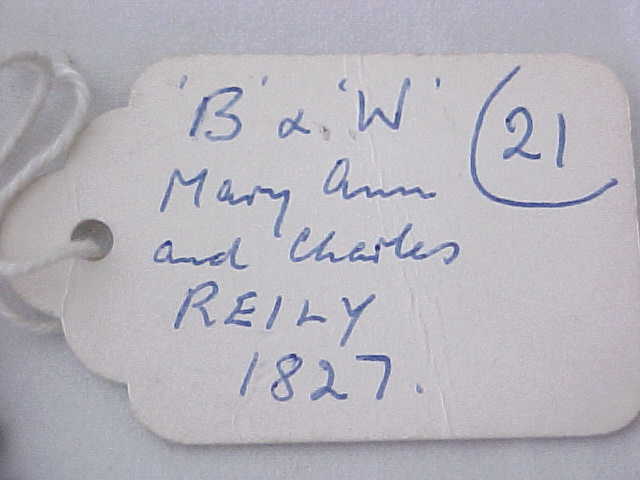 'B' & 'W'
21
Mary Ann
and Charles
REILY
1827.